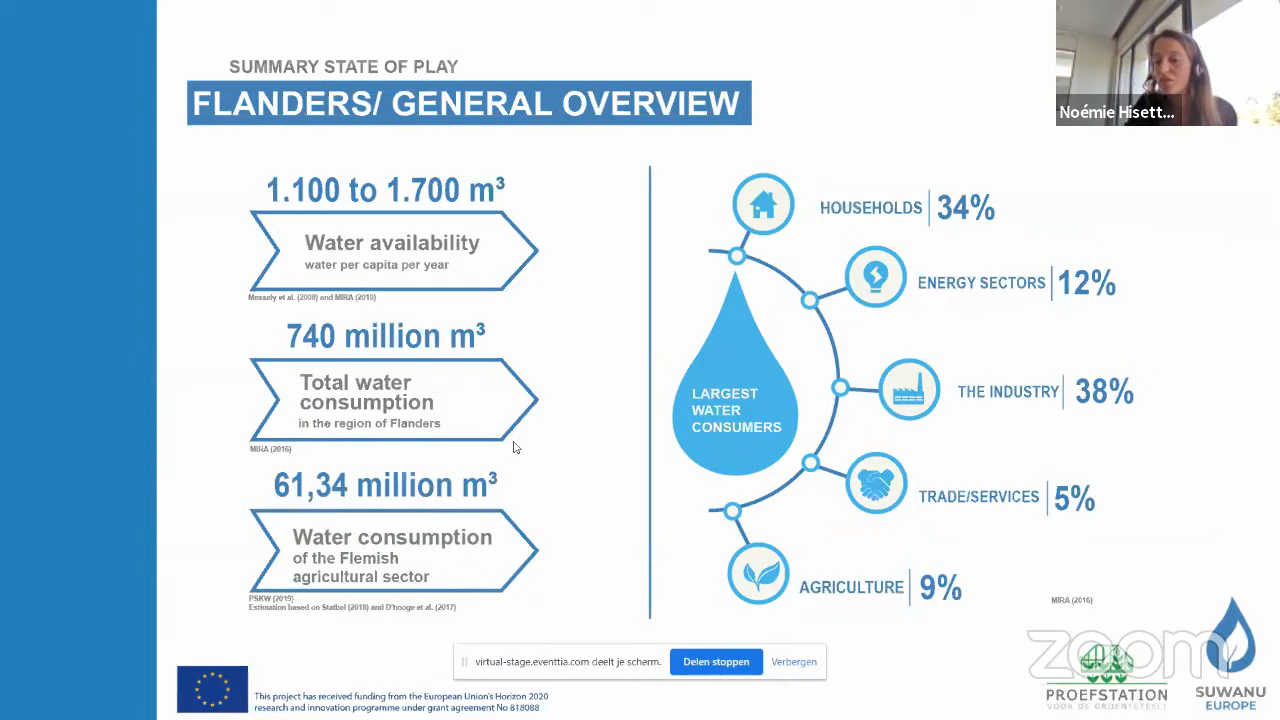 SUMMARY STATE OF PLAY
FLANDERS/ GENERAL OVERVIEW
Noémie Hisett...
1.100 to 1.700 m³
Water availability
water per capita per year
Mossely et al. (2008) and MIRA (2010)
740 million m³
Total water
consumption
in the region of Flanders
MIRA (2016)
61,34 million m³
Water consumption
of the Flemish
agricultural sector
PSKW (2019)
Estimation based on Statbel (2018) and D'hooge et al. (2017)
LARGEST
WATER
CONSUMERS
HOUSEHOLDS 34%
ENERGY SECTORS 12%
THE INDUSTRY 38%
TRADE/SERVICES 5%
AGRICULTURE 9%
MIRA (2016)
virtual-stage.eventtia.com deelt je scherm.
Delen stoppen
Verbergen
This project has received funding from the European Union's Horizon 2020
research and innovation programme under grant agreement No 818088
zoom
PROEFSTATION
VOOR DE GROENTETEELT
SUWANU
EUROPE